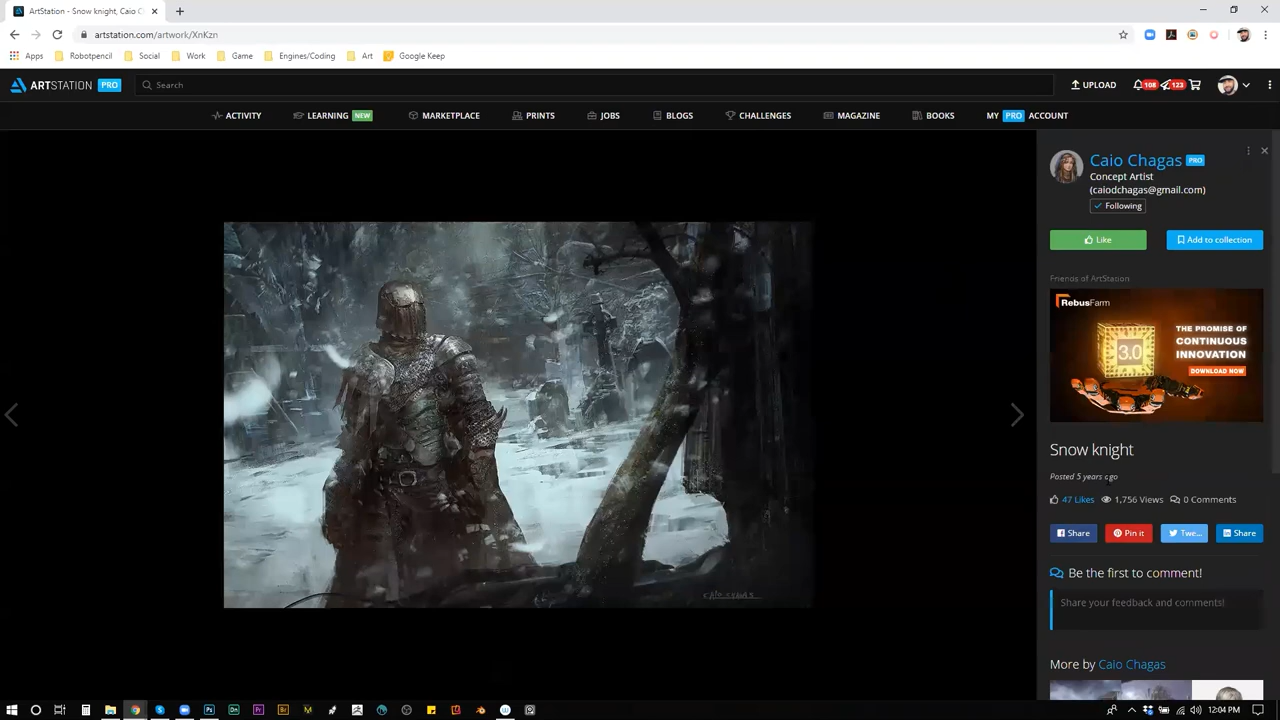 ArtStation - Snow knight, Caio C
artstation.com/artwork/XnKzn
Apps
Robotpencil
Social
Work
Game
Engines/Coding
Art
Google Keep
ARTSTATION
PRO
Search
UPLOAD
108
123
ACTIVITY
LEARNING NEW
MARKETPLACE
PRINTS
JOBS
BLOGS
CHALLENGES
MAGAZINE
BOOKS
MY PRO ACCOUNT
Caio Chagas PRO
Concept Artist
(caiodchagas@gmail.com)
Following
Like
Add to collection
Friends of ArtStation
RebusFarm
THE PROMISE OF
CONTINUOUS
INNOVATION
3.0
DOWNLOAD NOW
Snow knight
Posted 5 years ago
47 Likes
1,756 Views
0 Comments
Share
Pin it
Twe...
Share
Be the first to comment!
Share your feedback and comments!
CAIO CHAGAS
More by Caio Chagas
12:04 PM